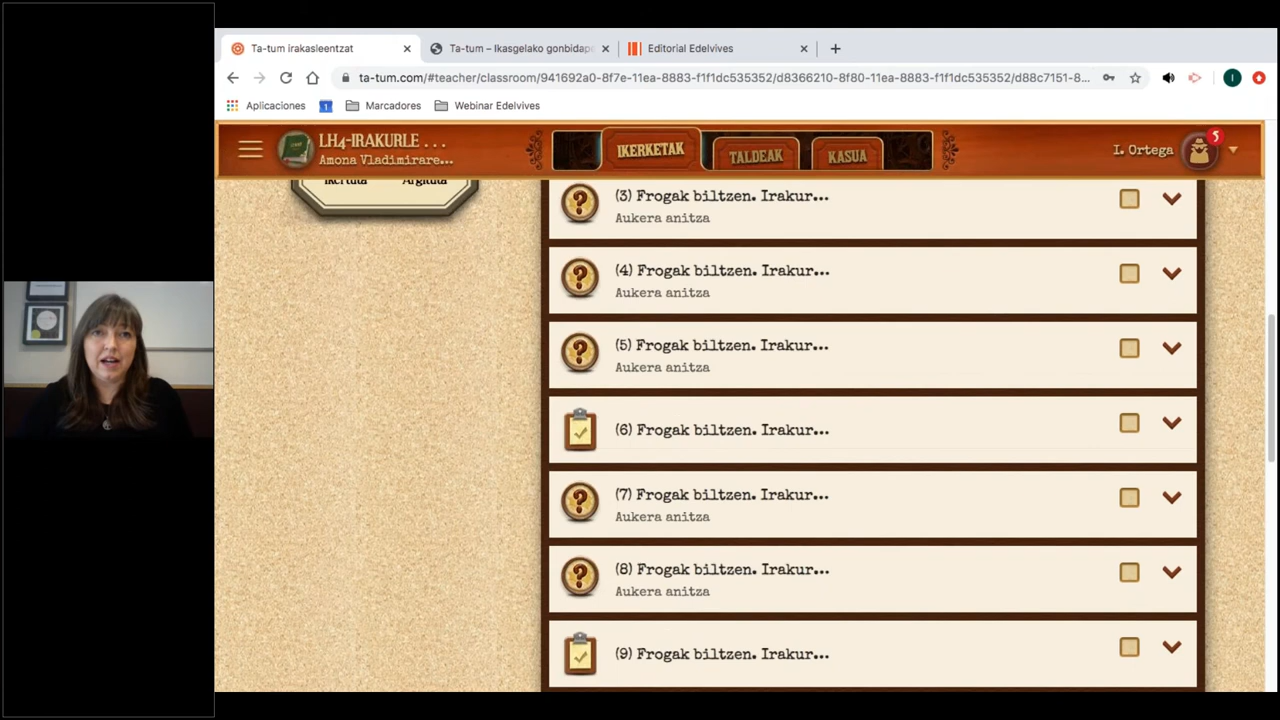 Ta-tum irakasleentzat
Ta-tum – Ikasgelako gonbidapo
Editorial Edelvives
ta-tum.com/#teacher/classroom/941692a0-8f7e-11ea-8883-f1f1dc535352/d8366210-8f80-11ea-8883-f1f1dc535352/d88c7151-8...
Aplicaciones
1
Marcadores
Webinar Edelvives
LH4-IRAKURLE ...
Amona Vladimirare...
IKERKETAK
TALDEAK
KASUA
I. Ortega
5
Ikertuta
Argituta
(3) Frogak biltzen. Irakur...
Aukera anitza
(4) Frogak biltzen. Irakur...
Aukera anitza
(5) Frogak biltzen. Irakur...
Aukera anitza
(6) Frogak biltzen. Irakur...
(7) Frogak biltzen. Irakur...
Aukera anitza
(8) Frogak biltzen. Irakur...
Aukera anitza
(9) Frogak biltzen. Irakur...